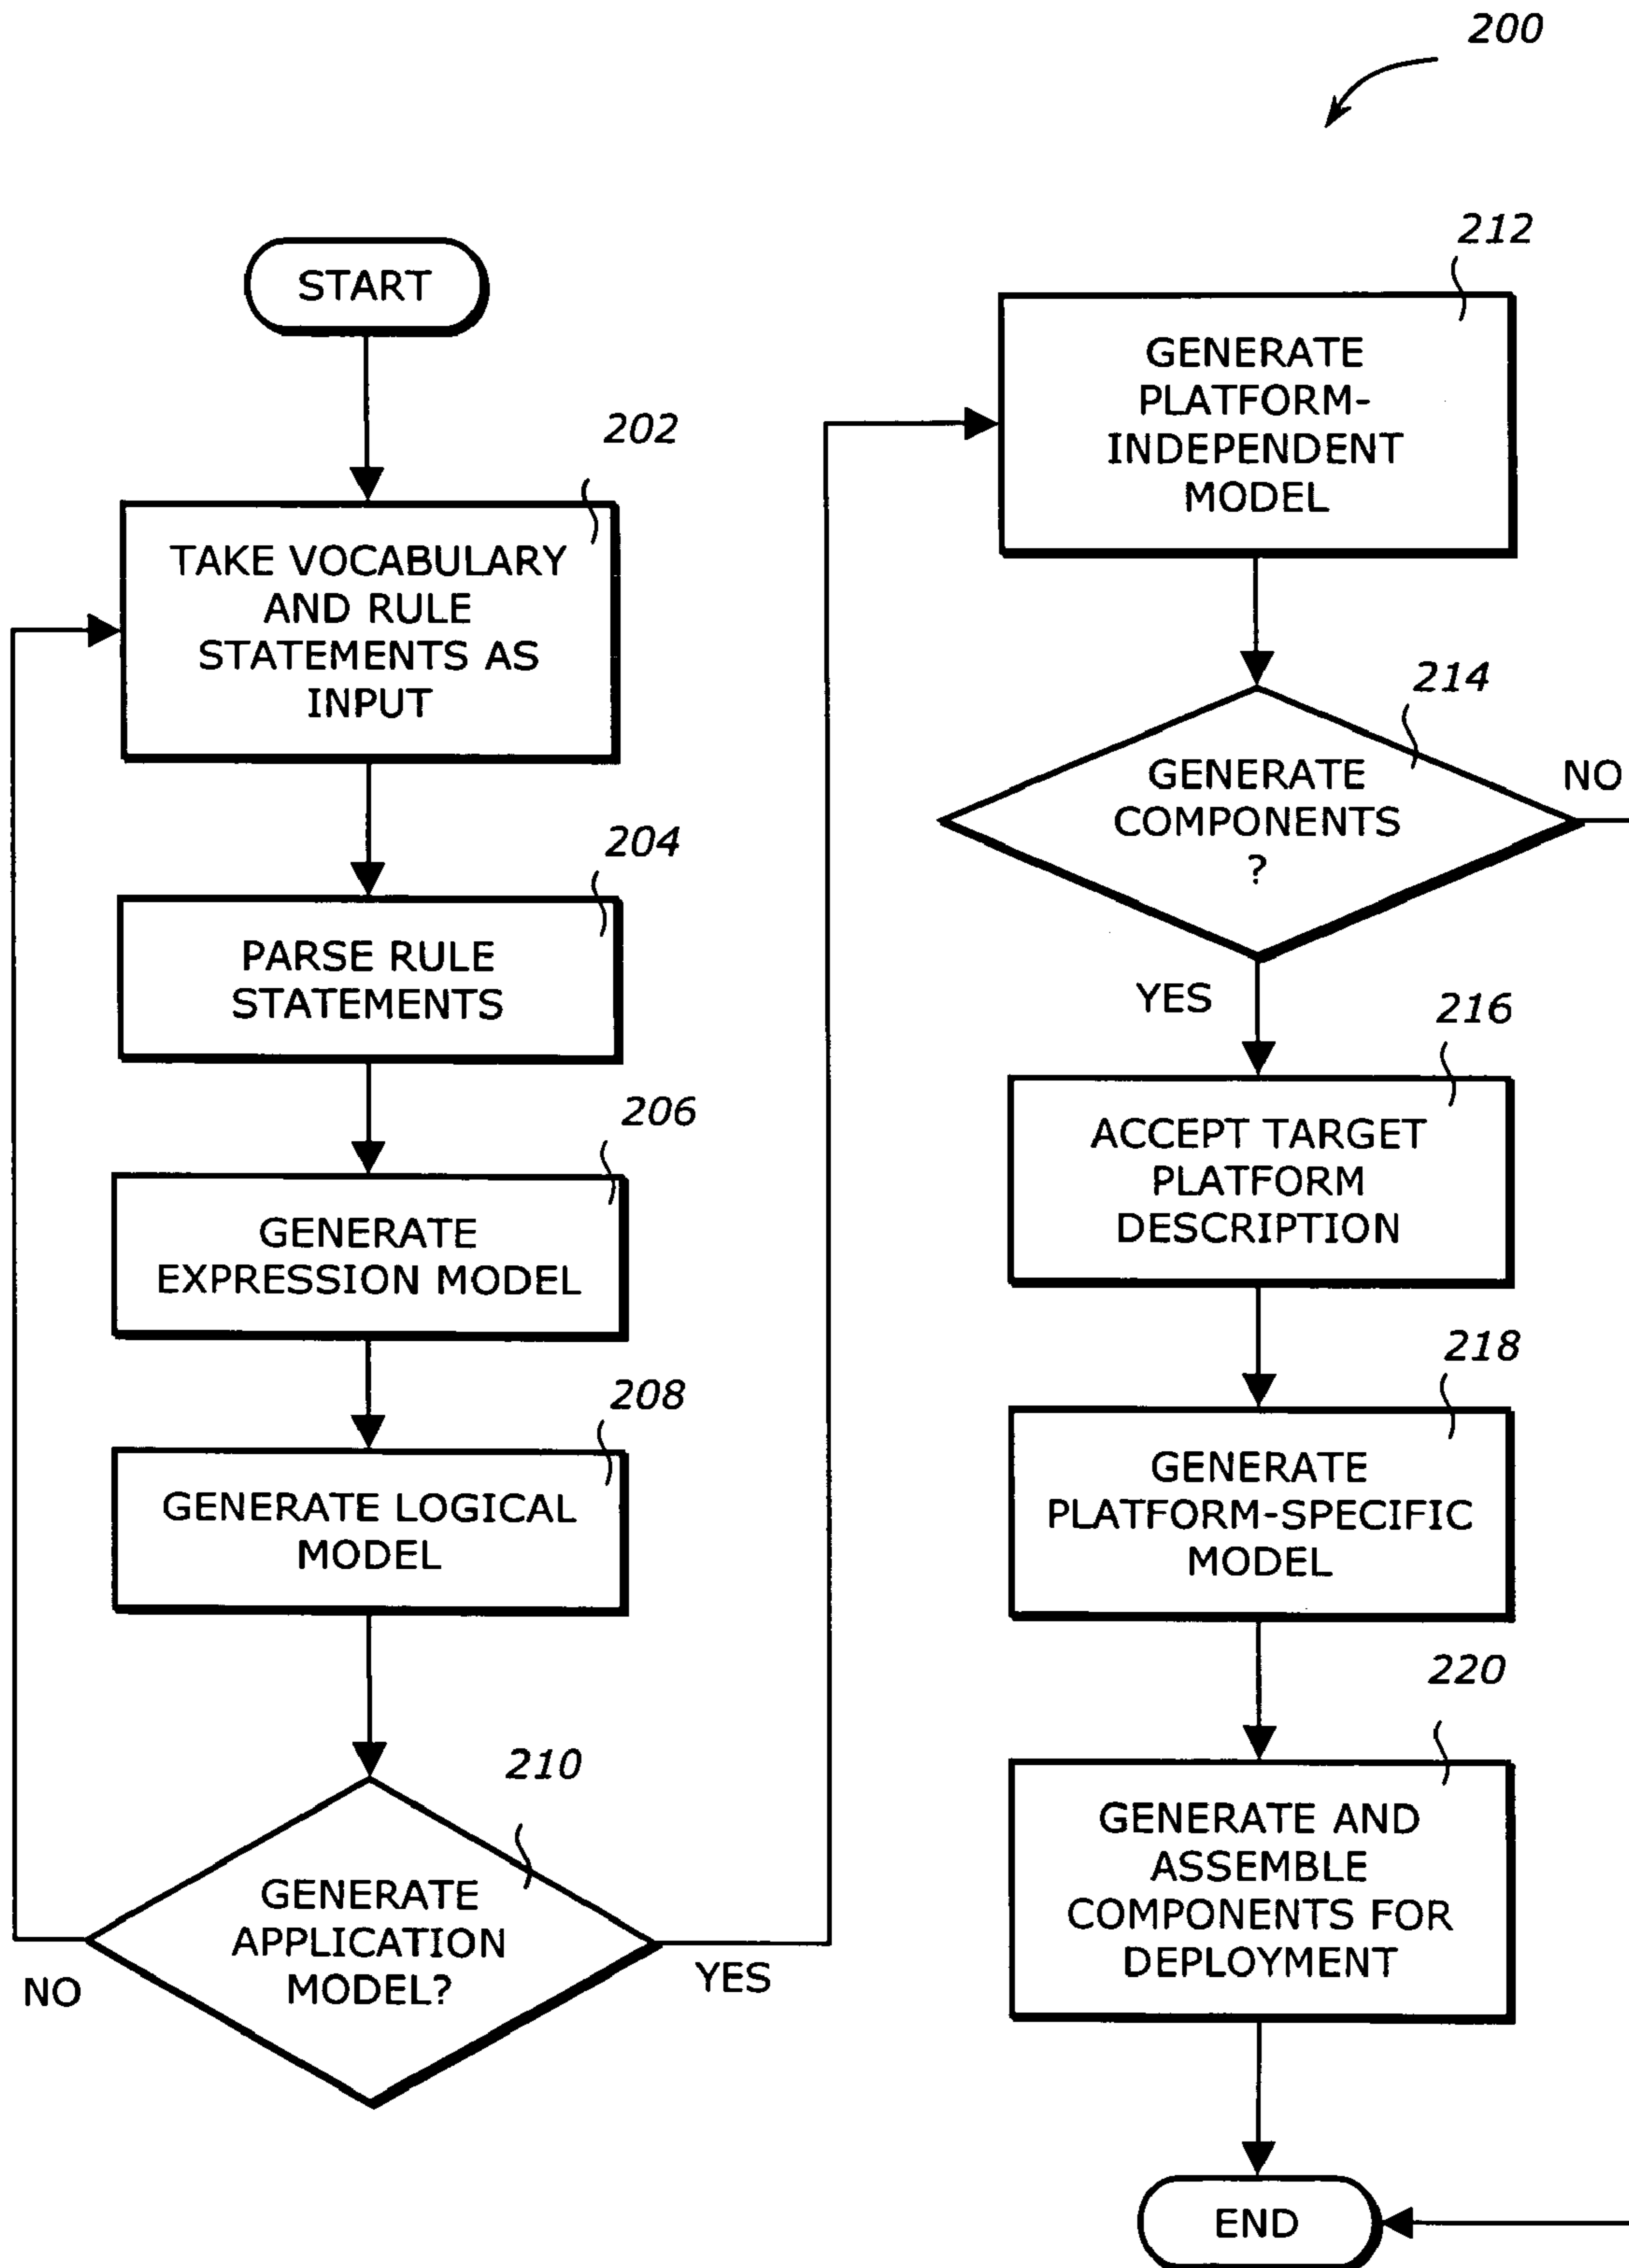 200
START
202
TAKE VOCABULARY
AND RULE
STATEMENTS AS
INPUT
204
PARSE RULE
STATEMENTS
206
GENERATE
EXPRESSION MODEL
208
GENERATE LOGICAL
MODEL
210
GENERATE
APPLICATION
MODEL?
NO
YES
212
GENERATE
PLATFORM-
INDEPENDENT
MODEL
214
GENERATE
COMPONENTS
?
NO
YES
216
ACCEPT TARGET
PLATFORM
DESCRIPTION
218
GENERATE
PLATFORM-SPECIFIC
MODEL
220
GENERATE AND
ASSEMBLE
COMPONENTS FOR
DEPLOYMENT
END